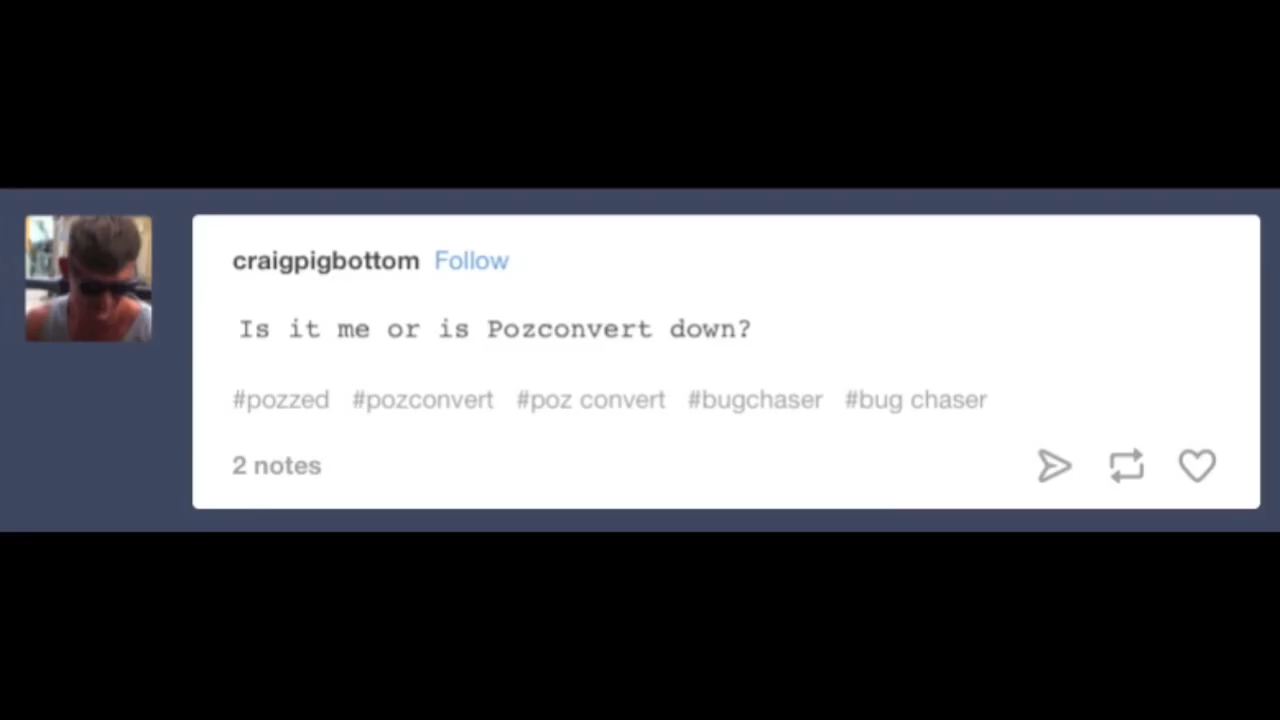 craigpigbottom Follow
Is it me or is Pozconvert down?
#pozzed #pozconvert #poz convert #bugchaser #bug chaser
2 notes